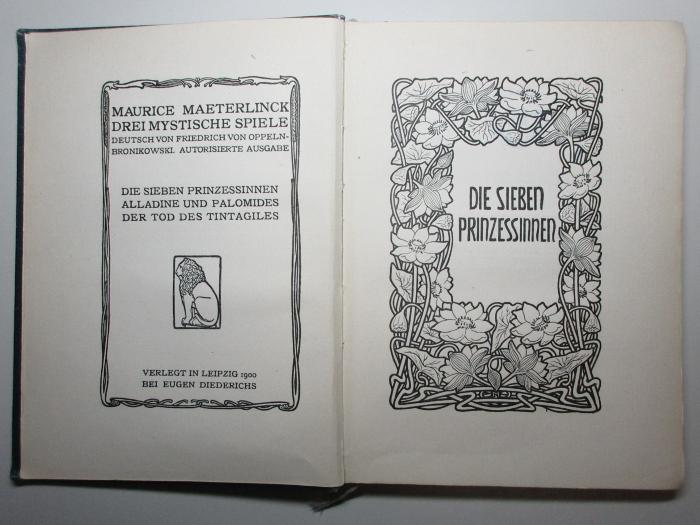 MAURICE MAETERLINCK
DREI MYSTISCHE SPIELE
DEUTSCH VON FRIEDRICH VON OPPELN-
BRONIKOWSKI. AUTORISIERTE AUSGABE
DIE SIEBEN PRINZESSINNEN
ALLADINE UND PALOMIDES
DER TOD DES TINTAGILES
VERLEGT IN LEIPZIG 1900
BEI EUGEN DIEDERICHS
DIE SIEBEN
PRINZESSINNEN